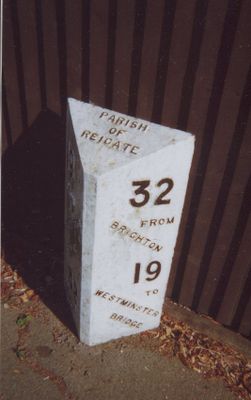 PARISH
OF
REIGATE
32
FROM
BRIGHTON
19
TO
WESTMINSTER
BRIDGE